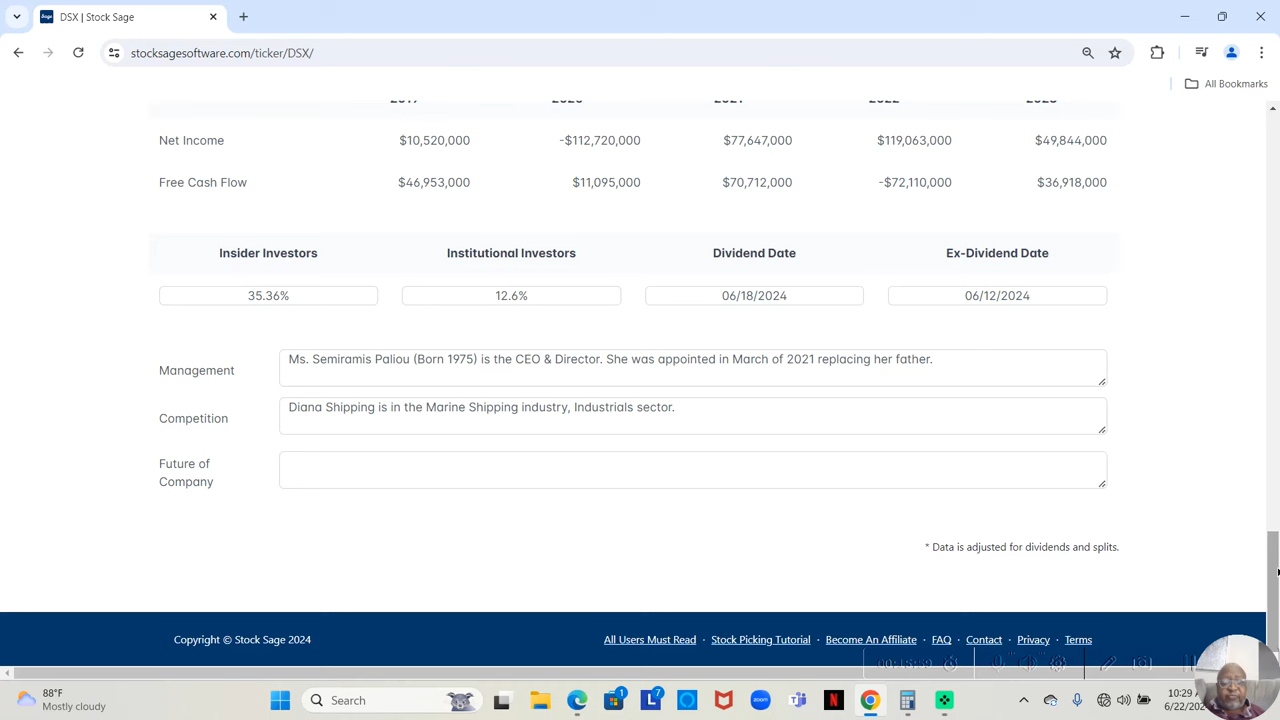 DSX | Stock Sage
stocksagesoftware.com/ticker/DSX/
All Bookmarks
2020 2021 2022
Net Income $10,520,000 -$112,720,000 $77,647,000 $119,063,000 $49,844,000
Free Cash Flow $46,953,000 $11,095,000 $70,712,000 -$72,110,000 $36,918,000
Insider Investors Institutional Investors Dividend Date Ex-Dividend Date
35.36% 12.6% 06/18/2024 06/12/2024
Management Ms. Semiramis Paliou (Born 1975) is the CEO & Director. She was appointed in March of 2021 replacing her father.
Competition Diana Shipping is in the Marine Shipping industry, Industrials sector.
Future of
Company
* Data is adjusted for dividends and splits.
Copyright © Stock Sage 2024 All Users Must Read · Stock Picking Tutorial · Become An Affiliate · FAQ · Contact · Privacy · Terms
88°F
Mostly cloudy
Search
1
7
zoom
10:29
6/22/